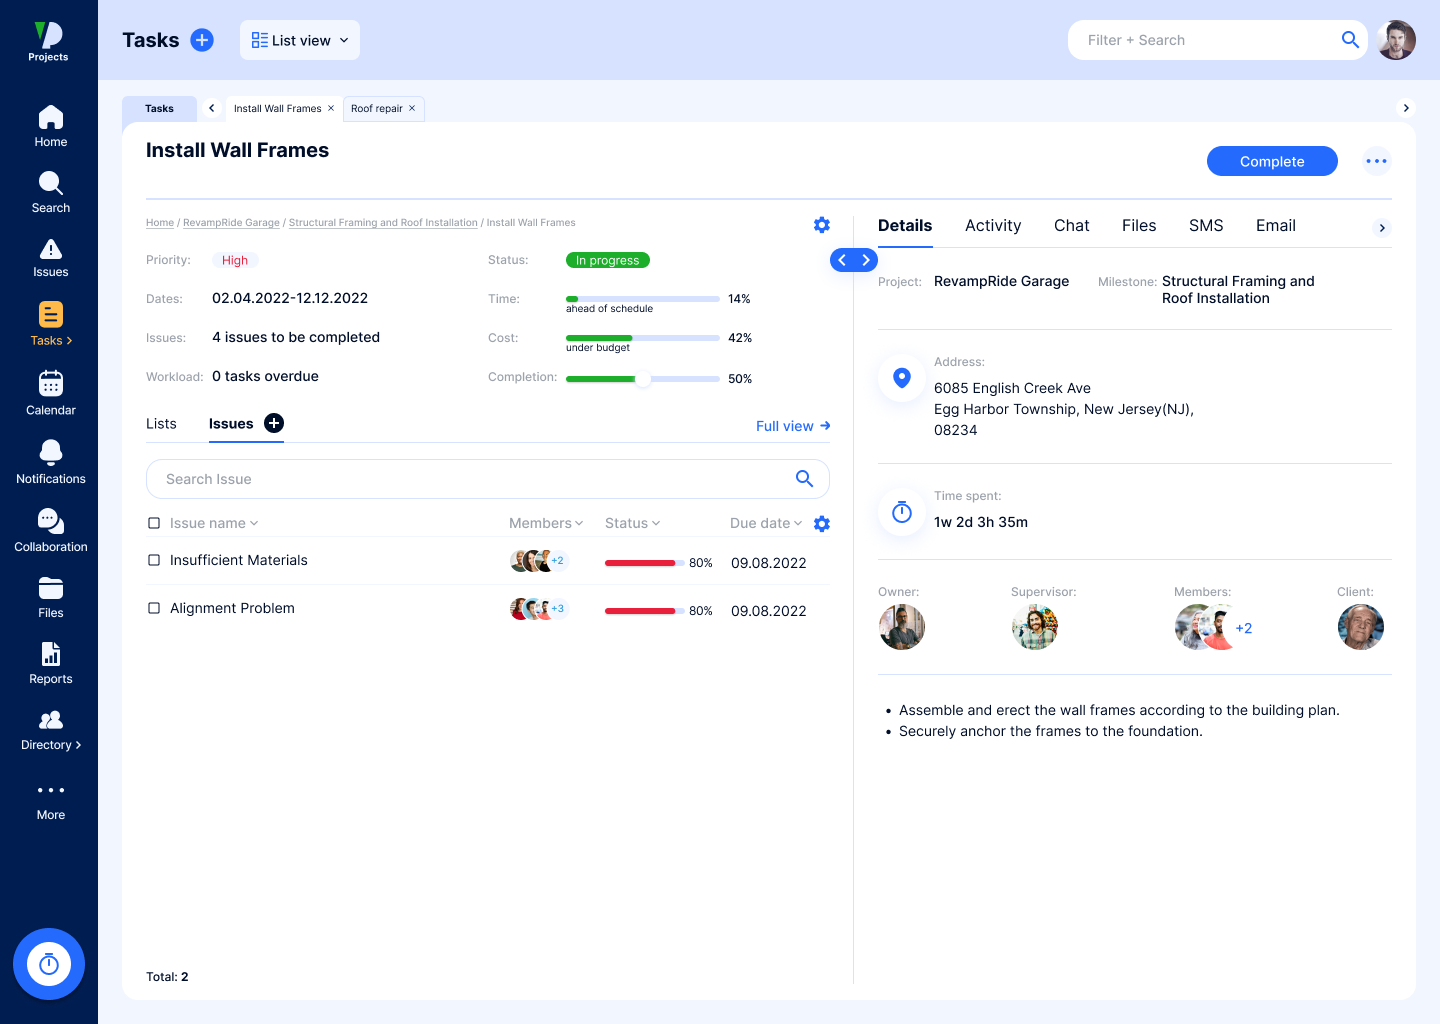 Projects
Home
Search
Issues
Tasks
Calendar
Notifications
Collaboration
Files
Reports
Directory
More
Tasks
List view
Filter + Search
Tasks
Install Wall Frames
Roof repair
Install Wall Frames
Complete
Home / RevampRide Garage / Structural Framing and Roof Installation / Install Wall Frames
Priority: High
Status: In progress
Dates: 02.04.2022-12.12.2022
Time: 14%
ahead of schedule
Issues: 4 issues to be completed
Cost: 42%
under budget
Workload: 0 tasks overdue
Completion: 50%
Lists
Issues
Full view
Search Issue
Issue name Members Status Due date
Insufficient Materials +2 80% 09.08.2022
Alignment Problem +3 80% 09.08.2022
Total: 2
Details Activity Chat Files SMS Email
Project: RevampRide Garage
Milestone: Structural Framing and
Roof Installation
Address:
6085 English Creek Ave
Egg Harbor Township, New Jersey(NJ),
08234
Time spent:
1w 2d 3h 35m
Owner: Supervisor: Members: Client:
+2
• Assemble and erect the wall frames according to the building plan.
• Securely anchor the frames to the foundation.